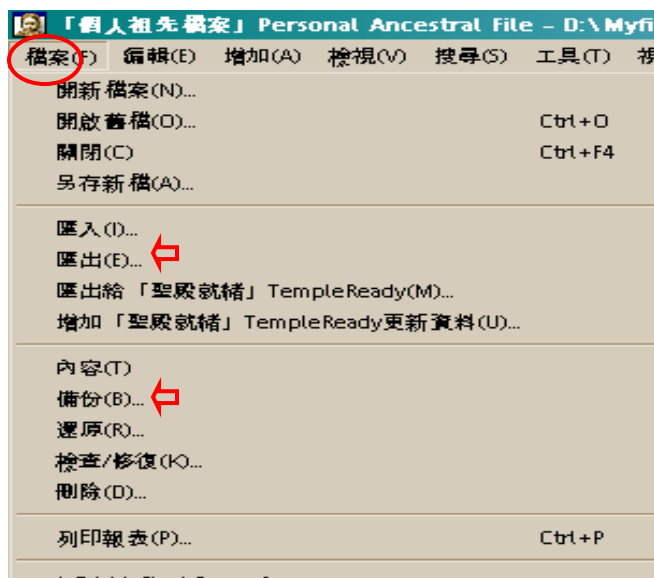 「個人祖先檔案」Personal Ancestral File – D:\Myfi
檔案(F) 編輯(E) 增加(A) 檢視(V) 搜尋(S) 工具(T) 視
開新檔案(N)...
開啟舊檔(O)... Ctrl+O
關閉(C) Ctrl+F4
另存新檔(A)...
匯入(I)...
匯出(E)...
匯出給「聖殿就緒」TempleReady(M)...
增加「聖殿就緒」TempleReady更新資料(U)...
內容(T)
備份(B)...
還原(R)...
檢查/修復(K)...
刪除(D)...
列印報表(P)... Ctrl+P